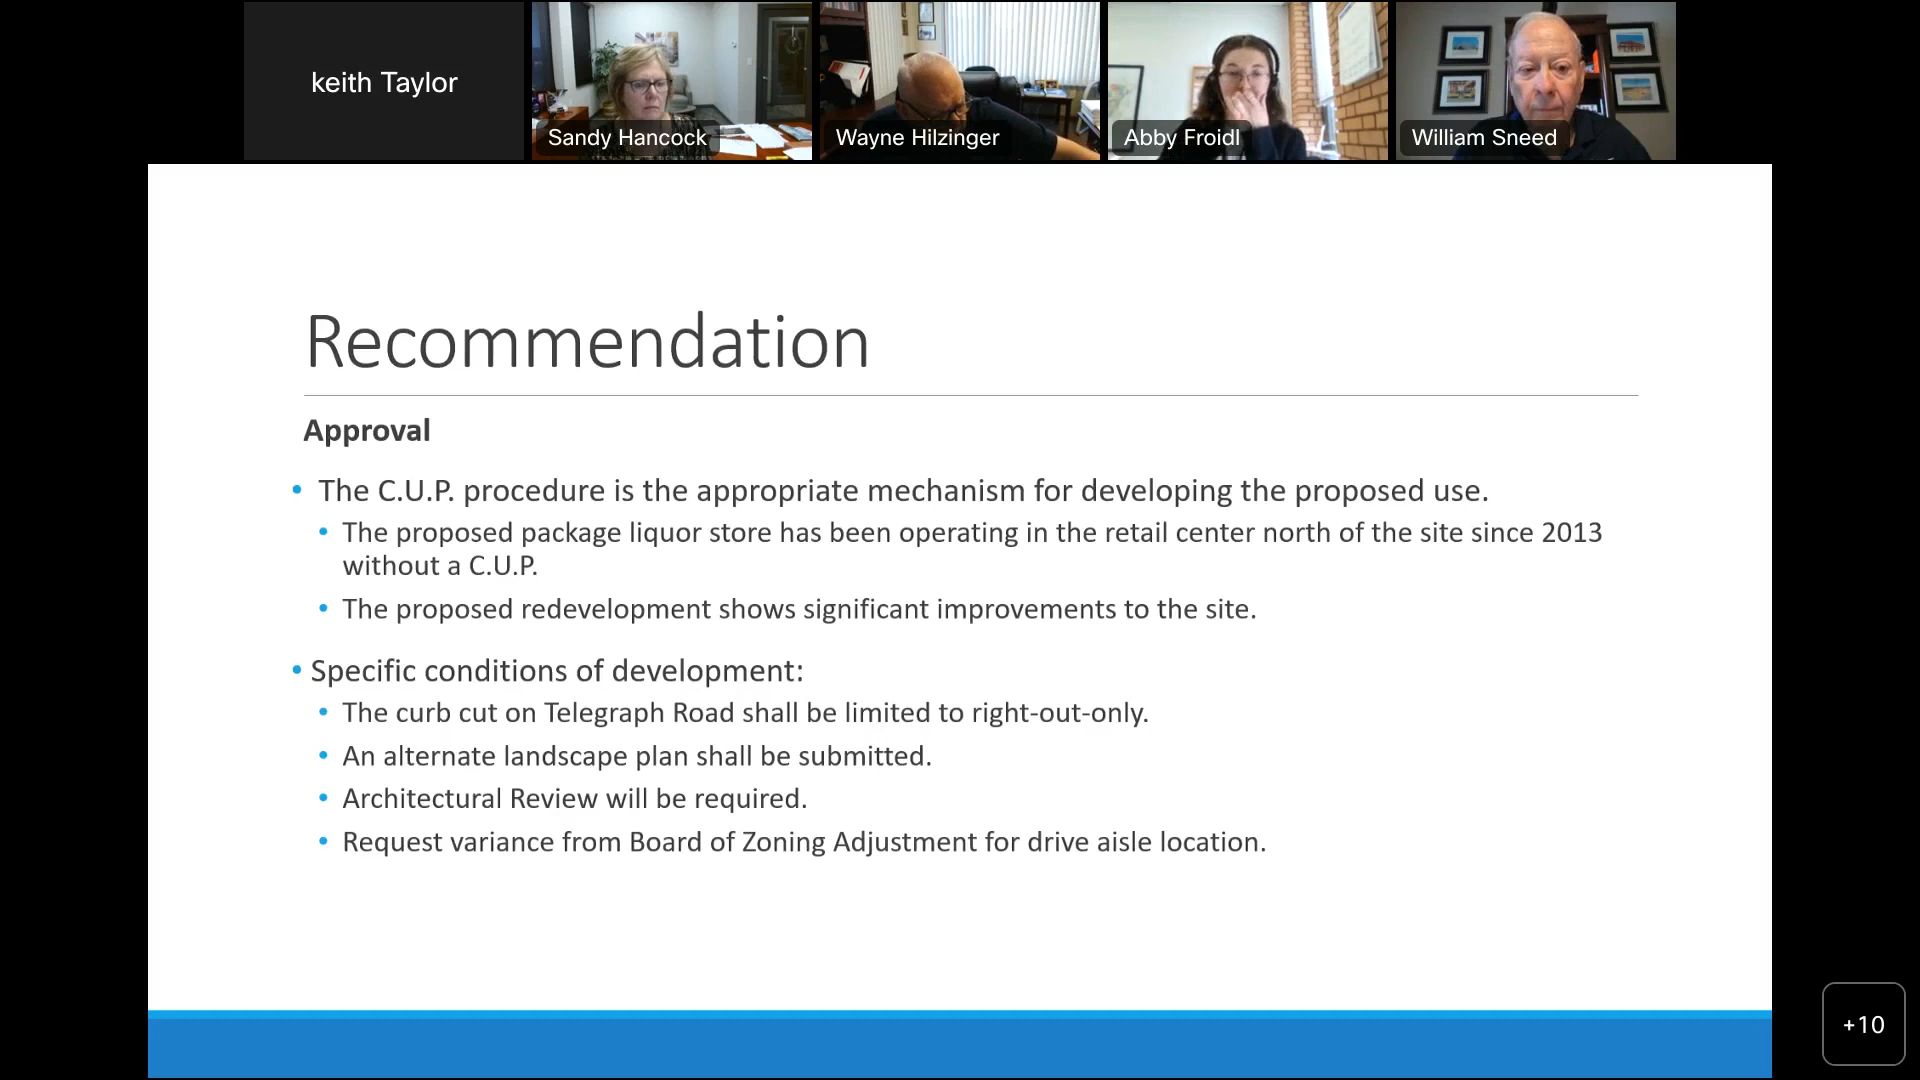 keith Taylor
Sandy Hancock
Wayne Hilzinger
Abby Froidl
William Sneed
Recommendation
Approval
• The C.U.P. procedure is the appropriate mechanism for developing the proposed use.
• The proposed package liquor store has been operating in the retail center north of the site since 2013
without a C.U.P.
• The proposed redevelopment shows significant improvements to the site.
• Specific conditions of development:
• The curb cut on Telegraph Road shall be limited to right-out-only.
• An alternate landscape plan shall be submitted.
• Architectural Review will be required.
• Request variance from Board of Zoning Adjustment for drive aisle location.
+10